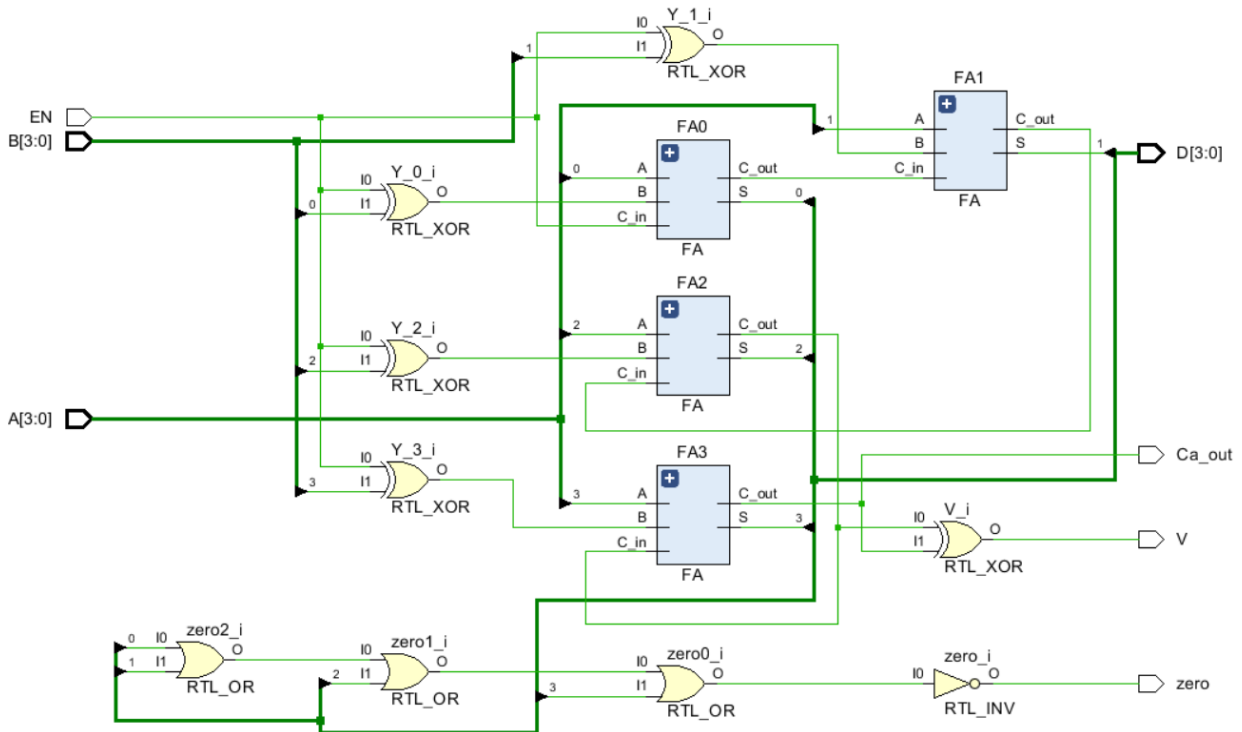 Y_1_i
I0
I1
O
1
RTL_XOR
FA1
EN
B[3:0]
1
A
C_out
B
S
1
C_in
FA
D[3:0]
FA0
0
A
C_out
B
S
0
C_in
FA
Y_0_i
I0
O
0
I1
RTL_XOR
FA2
2
A
C_out
B
S
2
C_in
FA
Y_2_i
I0
O
2
I1
RTL_XOR
A[3:0]
Y_3_i
I0
O
3
I1
RTL_XOR
FA3
3
A
C_out
B
S
3
C_in
FA
Ca_out
V_i
I0
O
I1
RTL_XOR
V
zero2_i
0
I0
O
1
I1
RTL_OR
zero1_i
I0
O
2
I1
RTL_OR
zero0_i
I0
O
3
I1
RTL_OR
zero_i
I0
O
RTL_INV
zero